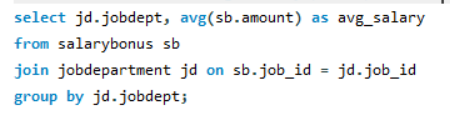 select jd.jobdept, avg(sb.amount) as avg_salary
from salarybonus sb
join jobdepartment jd on sb.job_id = jd.job_id
group by jd.jobdept;